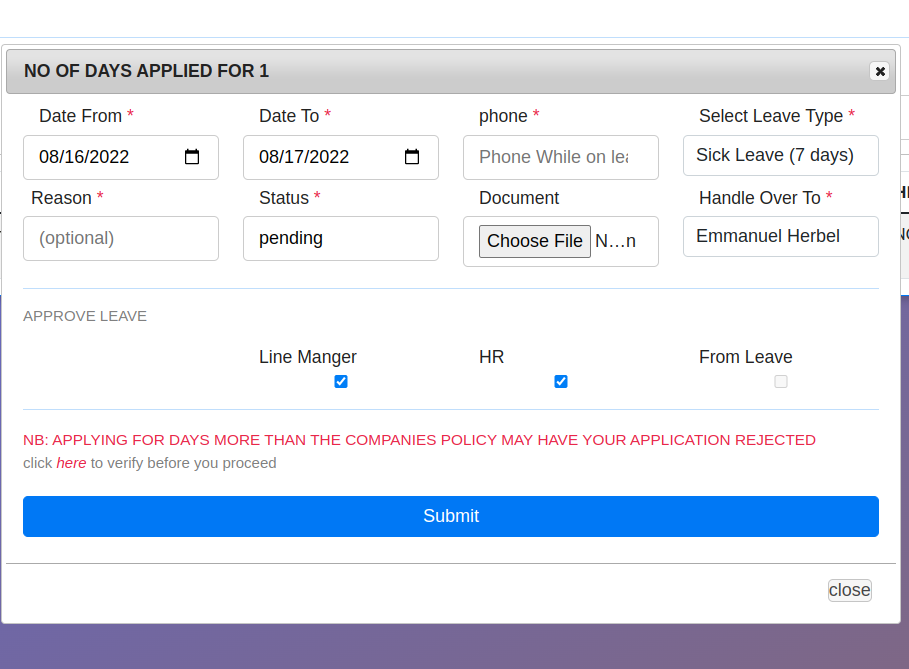 NO OF DAYS APPLIED FOR 1
Date From * Date To * phone * Select Leave Type *
08/16/2022 08/17/2022 Phone While on lea Sick Leave (7 days)
Reason * Status * Document Handle Over To *
(optional) pending Choose File N…n Emmanuel Herbel
APPROVE LEAVE
Line Manger HR From Leave
NB: APPLYING FOR DAYS MORE THAN THE COMPANIES POLICY MAY HAVE YOUR APPLICATION REJECTED
click here to verify before you proceed
Submit
close